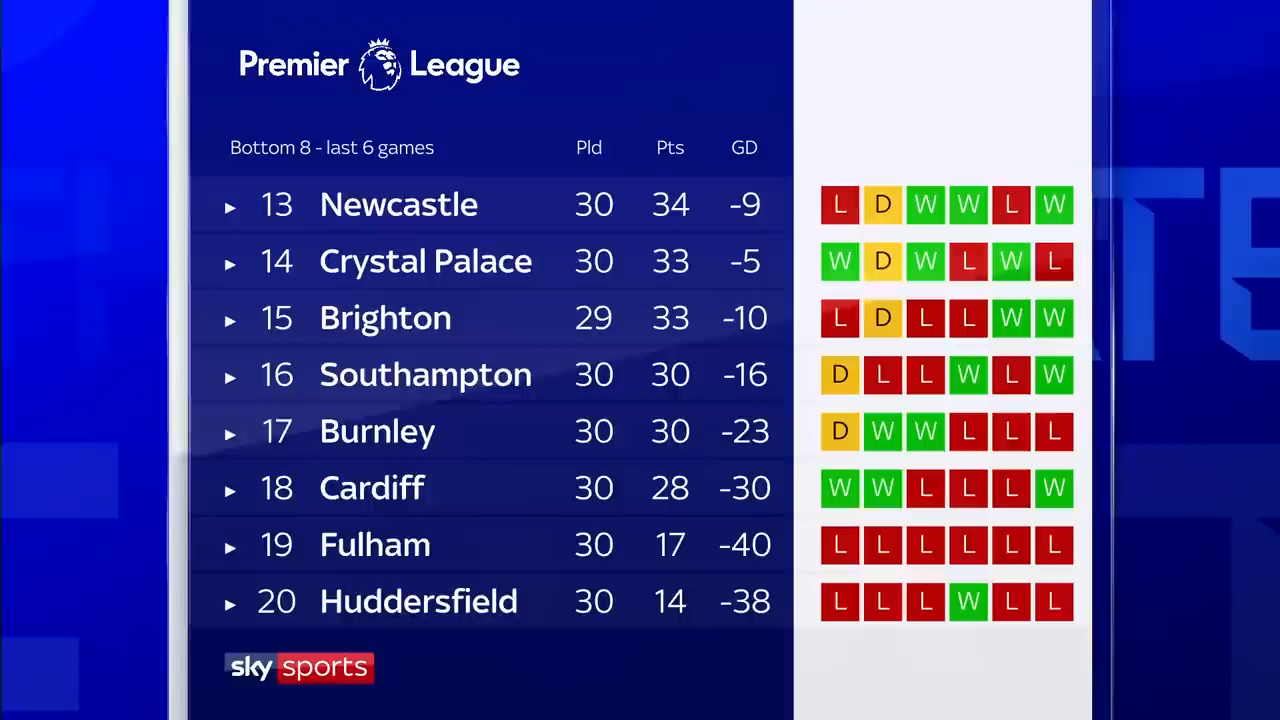 Premier League
Bottom 8 - last 6 games Pld Pts GD
▸ 13 Newcastle 30 34 -9 L D W W L W
▸ 14 Crystal Palace 30 33 -5 W D W L W L
▸ 15 Brighton 29 33 -10 L D L L W W
▸ 16 Southampton 30 30 -16 D L L W L W
▸ 17 Burnley 30 30 -23 D W W L L L
▸ 18 Cardiff 30 28 -30 W W L L L W
▸ 19 Fulham 30 17 -40 L L L L L L
▸ 20 Huddersfield 30 14 -38 L L L W L L
sky sports